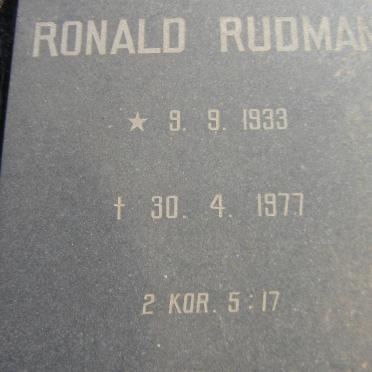 RONALD RUDMAN
★ 9. 9. 1933
† 30. 4. 1977
2 KOR. 5:17